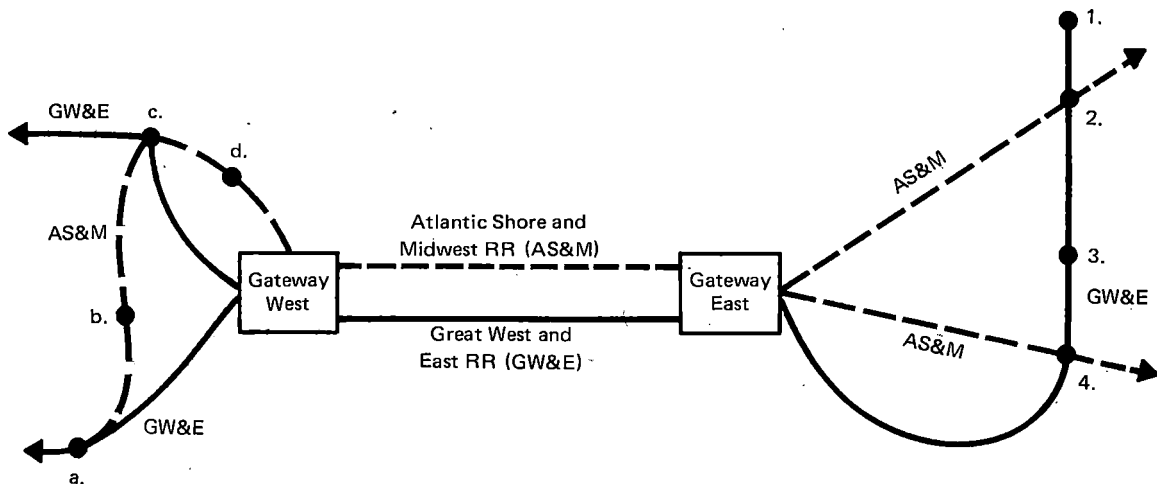 1.
2.
GW&E
c.
d.
AS&M
AS&M
Atlantic Shore and
Midwest RR (AS&M)
Gateway
West
Gateway
East
3.
GW&E
b.
Great West and
East RR (GW&E)
AS&M
4.
GW&E
a.